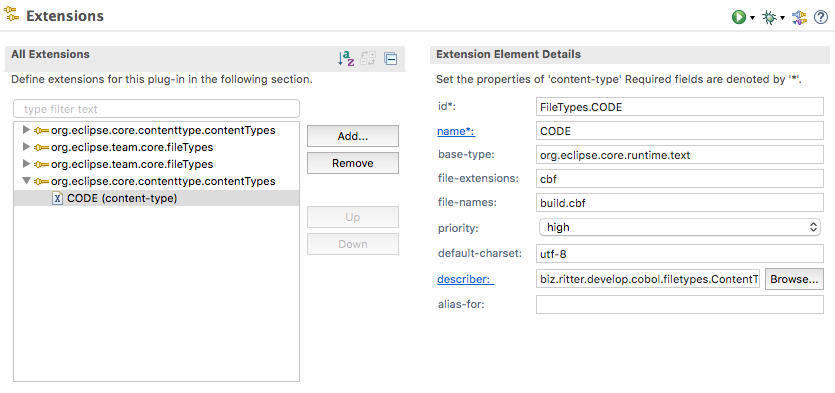 Extensions
All Extensions
Define extensions for this plug-in in the following section.
type filter text
org.eclipse.core.contenttype.contentTypes
org.eclipse.team.core.fileTypes
org.eclipse.team.core.fileTypes
org.eclipse.core.contenttype.contentTypes
CODE (content-type)
Add...
Remove
Up
Down
Extension Element Details
Set the properties of 'content-type' Required fields are denoted by '*'.
id*: FileTypes.CODE
name*: CODE
base-type: org.eclipse.core.runtime.text
file-extensions: cbf
file-names: build.cbf
priority: high
default-charset: utf-8
describer: biz.ritter.develop.cobol.filetypes.ContentT Browse...
alias-for: